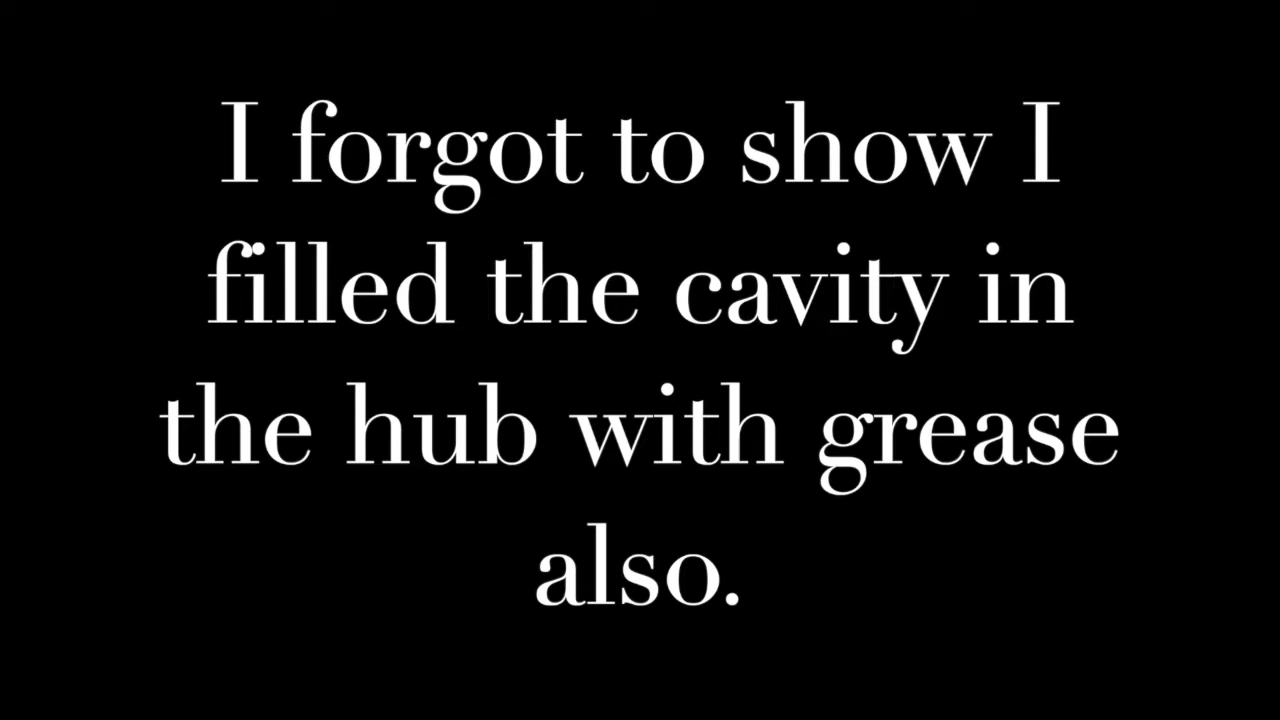 I forgot to show I
filled the cavity in
the hub with grease
also.